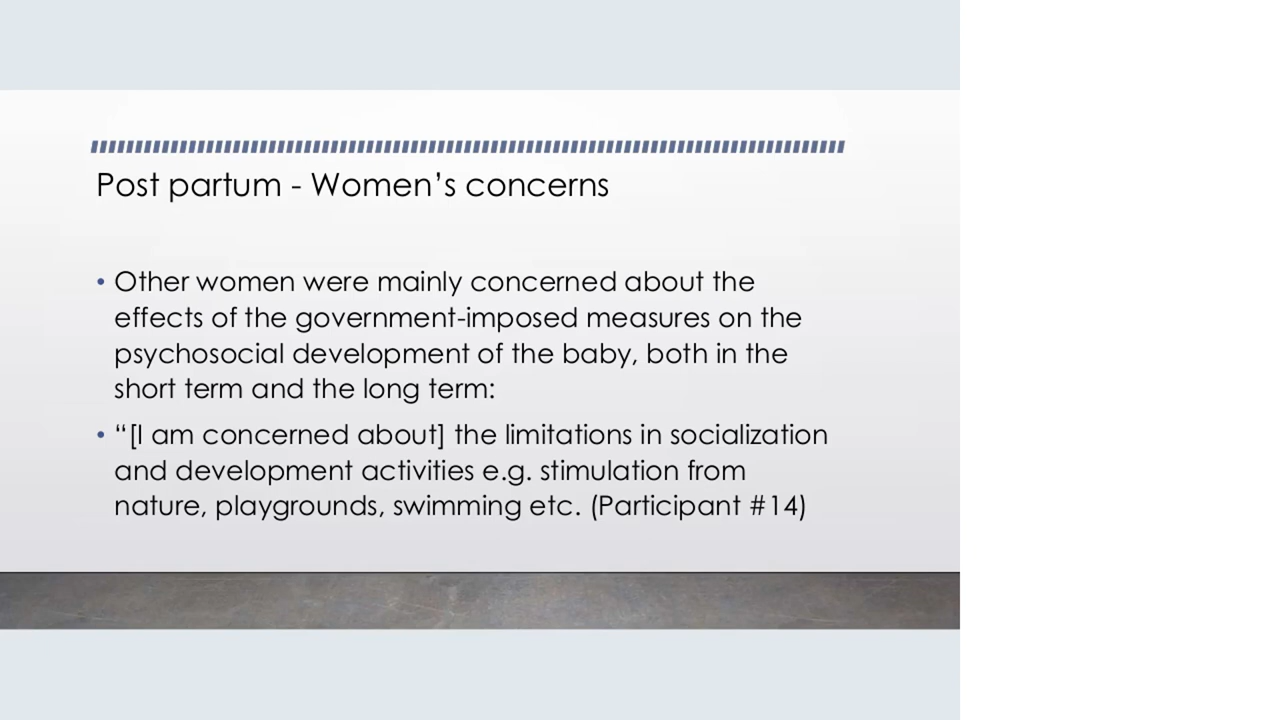 Post partum - Women’s concerns
• Other women were mainly concerned about the
effects of the government-imposed measures on the
psychosocial development of the baby, both in the
short term and the long term:
• “[I am concerned about] the limitations in socialization
and development activities e.g. stimulation from
nature, playgrounds, swimming etc. (Participant #14)